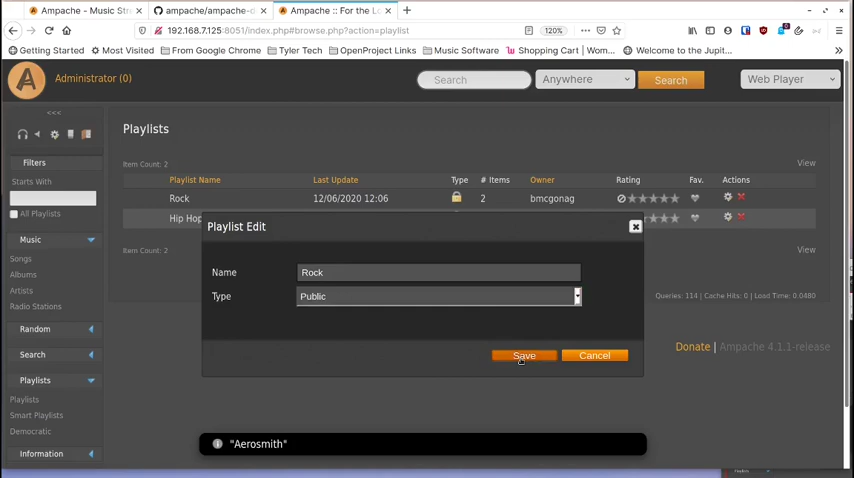 Ampache - Music Str
ampache/ampache-d
Ampache :: For the Lo
192.168.7.125:8051/index.php#browse.php?action=playlist
120%
Getting Started
Most Visited
From Google Chrome
Tyler Tech
OpenProject Links
Music Software
Shopping Cart | Wom...
Welcome to the Jupit...
Administrator (0)
Search
Anywhere
Search
Web Player
<<<
Playlists
Item Count: 2
View
Playlist Name
Last Update
Type
# Items
Owner
Rating
Fav.
Actions
Rock
12/06/2020 12:06
2
bmcgonag
Hip Hop
Item Count: 2
View
Filters
Starts With
All Playlists
Music
Songs
Albums
Artists
Radio Stations
Random
Search
Playlists
Playlists
Smart Playlists
Democratic
Information
Playlist Edit
Name
Rock
Type
Public
Save
Cancel
Queries: 114 | Cache Hits: 0 | Load Time: 0.0480
Donate | Ampache 4.1.1-release
"Aerosmith"